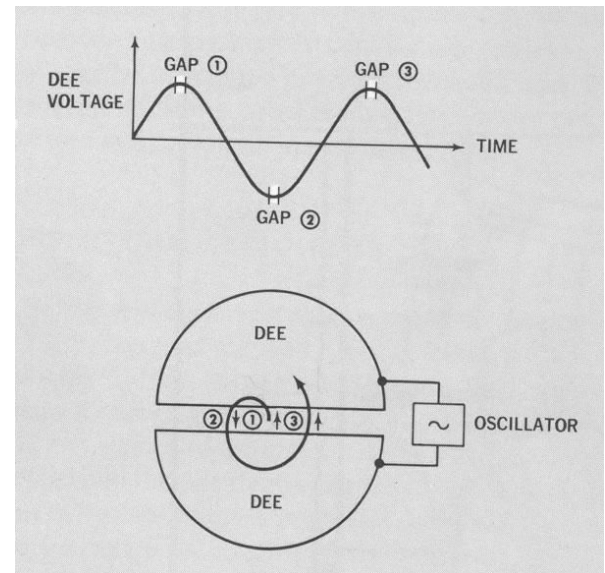 GAP ①
GAP ③
DEE
VOLTAGE
TIME
GAP ②
DEE
② ① ③
OSCILLATOR
DEE